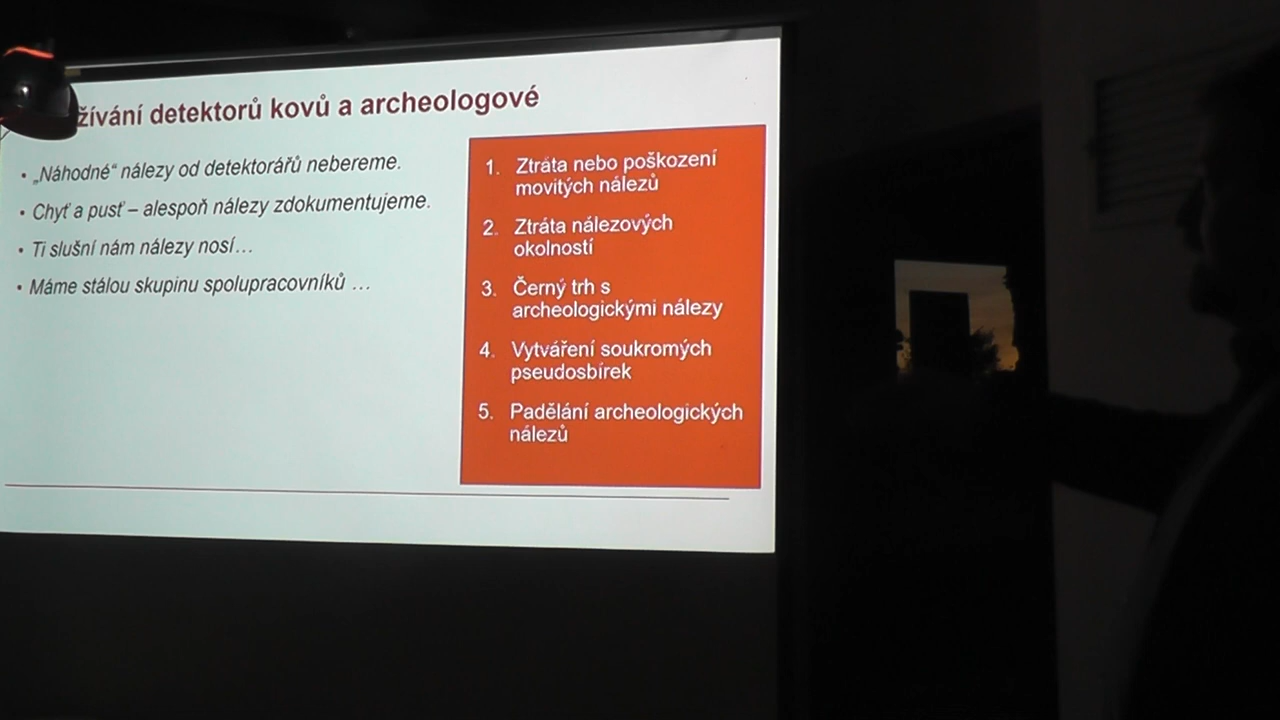 žívání detektorů kovů a archeologové
• „Náhodné“ nálezy od detektorářů nebereme.
• Chyť a pusť – alespoň nálezy zdokumentujeme.
• Ti slušní nám nálezy nosí…
• Máme stálou skupinu spolupracovníků …
1. Ztráta nebo poškození
movitých nálezů
2. Ztráta nálezových
okolností
3. Černý trh s
archeologickými nálezy
4. Vytváření soukromých
pseudosbírek
5. Padělání archeologických
nálezů